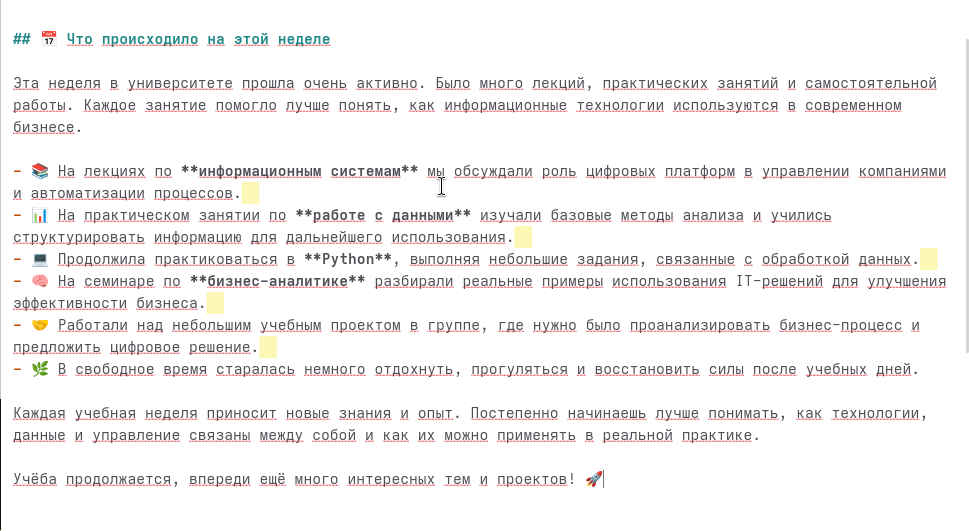 ## 📅 Что происходило на этой неделе
Эта неделя в университете прошла очень активно. Было много лекций, практических занятий и самостоятельной
работы. Каждое занятие помогло лучше понять, как информационные технологии используются в современном
бизнесе.
- 📚 На лекциях по **информационным системам** мы обсуждали роль цифровых платформ в управлении компаниями
и автоматизации процессов.
- 📊 На практическом занятии по **работе с данными** изучали базовые методы анализа и учились
структурировать информацию для дальнейшего использования.
- 💻 Продолжила практиковаться в **Python**, выполняя небольшие задания, связанные с обработкой данных.
- 🧠 На семинаре по **бизнес-аналитике** разбирали реальные примеры использования IT-решений для улучшения
эффективности бизнеса.
- 🤝 Работали над небольшим учебным проектом в группе, где нужно было проанализировать бизнес-процесс и
предложить цифровое решение.
- 🌿 В свободное время старалась немного отдохнуть, прогуляться и восстановить силы после учебных дней.
Каждая учебная неделя приносит новые знания и опыт. Постепенно начинаешь лучше понимать, как технологии,
данные и управление связаны между собой и как их можно применять в реальной практике.
Учёба продолжается, впереди ещё много интересных тем и проектов! 🚀